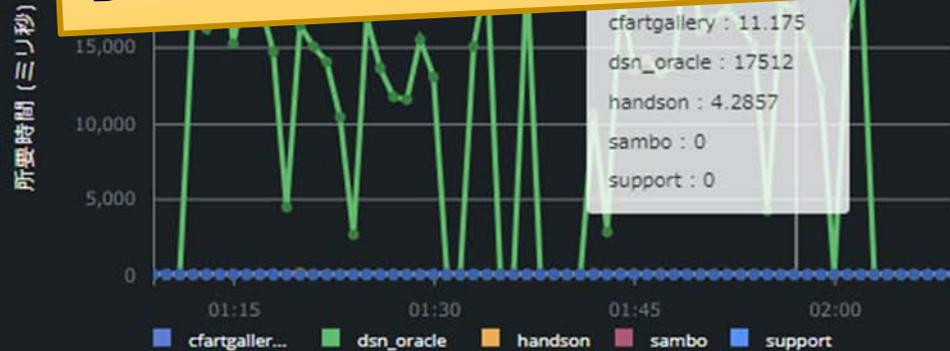 所要時間 (ミリ秒)
cfartgallery : 11.175
15,000
dsn_oracle : 17512
handson : 4.2857
10,000
sambo : 0
support : 0
5,000
0
01:15 01:30 01:45 02:00
cfartgaller... dsn_oracle handson sambo support